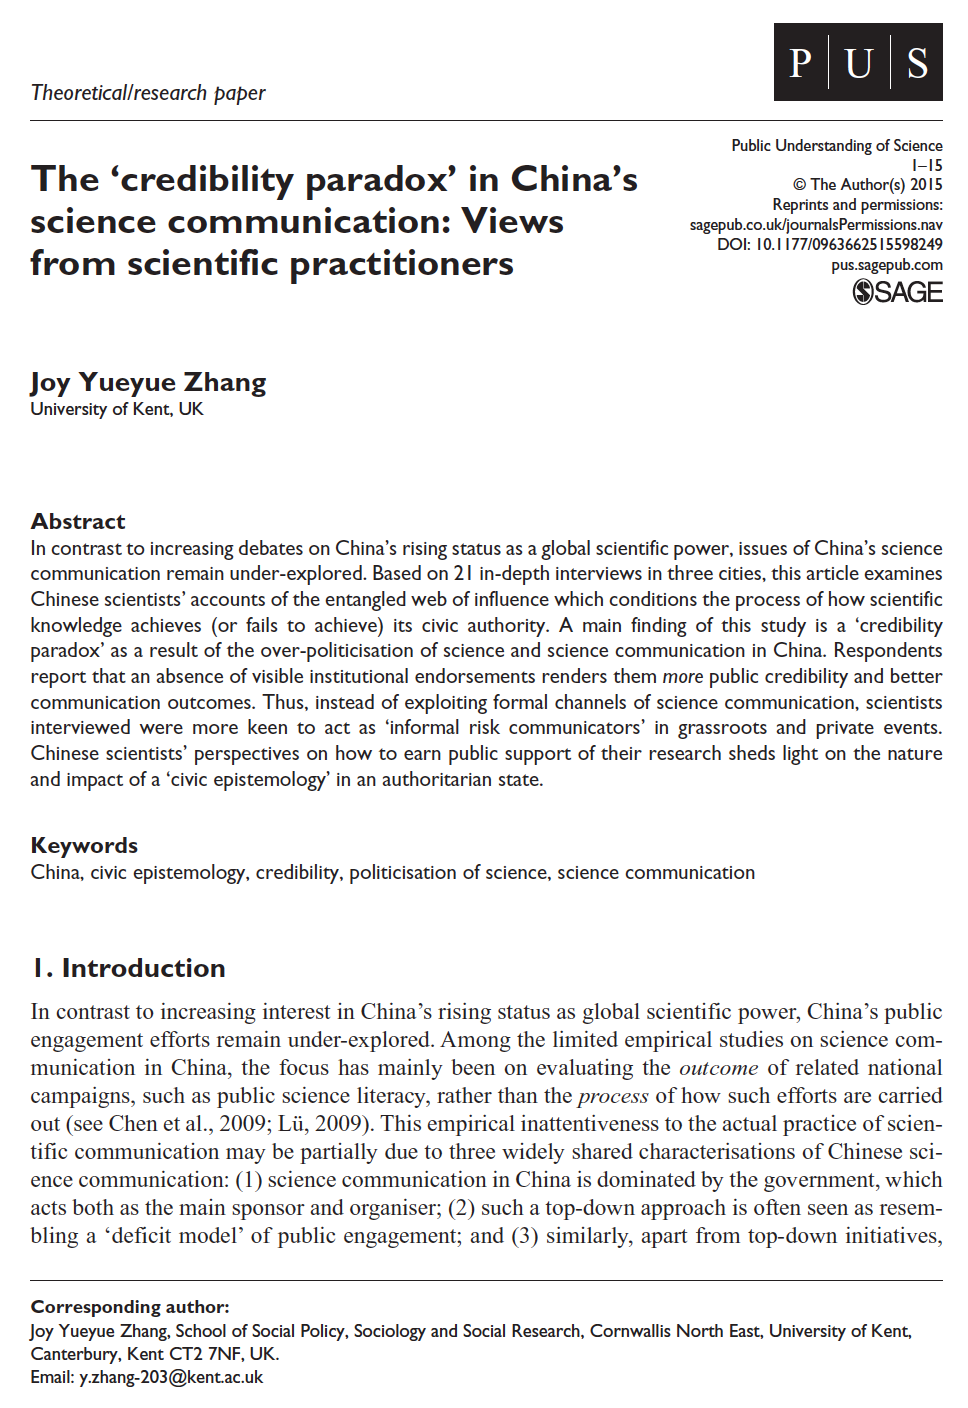 P U S
Theoretical/research paper
Public Understanding of Science
1–15
© The Author(s) 2015
Reprints and permissions:
sagepub.co.uk/journalsPermissions.nav
DOI: 10.1177/0963662515598249
pus.sagepub.com
SAGE
The ‘credibility paradox’ in China’s
science communication: Views
from scientific practitioners
Joy Yueyue Zhang
University of Kent, UK
Abstract
In contrast to increasing debates on China’s rising status as a global scientific power, issues of China’s science
communication remain under-explored. Based on 21 in-depth interviews in three cities, this article examines
Chinese scientists’ accounts of the entangled web of influence which conditions the process of how scientific
knowledge achieves (or fails to achieve) its civic authority. A main finding of this study is a ‘credibility
paradox’ as a result of the over-politicisation of science and science communication in China. Respondents
report that an absence of visible institutional endorsements renders them more public credibility and better
communication outcomes. Thus, instead of exploiting formal channels of science communication, scientists
interviewed were more keen to act as ‘informal risk communicators’ in grassroots and private events.
Chinese scientists’ perspectives on how to earn public support of their research sheds light on the nature
and impact of a ‘civic epistemology’ in an authoritarian state.
Keywords
China, civic epistemology, credibility, politicisation of science, science communication
1. Introduction
In contrast to increasing interest in China’s rising status as global scientific power, China’s public
engagement efforts remain under-explored. Among the limited empirical studies on science com-
munication in China, the focus has mainly been on evaluating the outcome of related national
campaigns, such as public science literacy, rather than the process of how such efforts are carried
out (see Chen et al., 2009; Lü, 2009). This empirical inattentiveness to the actual practice of scien-
tific communication may be partially due to three widely shared characterisations of Chinese sci-
ence communication: (1) science communication in China is dominated by the government, which
acts both as the main sponsor and organiser; (2) such a top-down approach is often seen as resem-
bling a ‘deficit model’ of public engagement; and (3) similarly, apart from top-down initiatives,
Corresponding author:
Joy Yueyue Zhang, School of Social Policy, Sociology and Social Research, Cornwallis North East, University of Kent,
Canterbury, Kent CT2 7NF, UK.
Email: y.zhang-203@kent.ac.uk